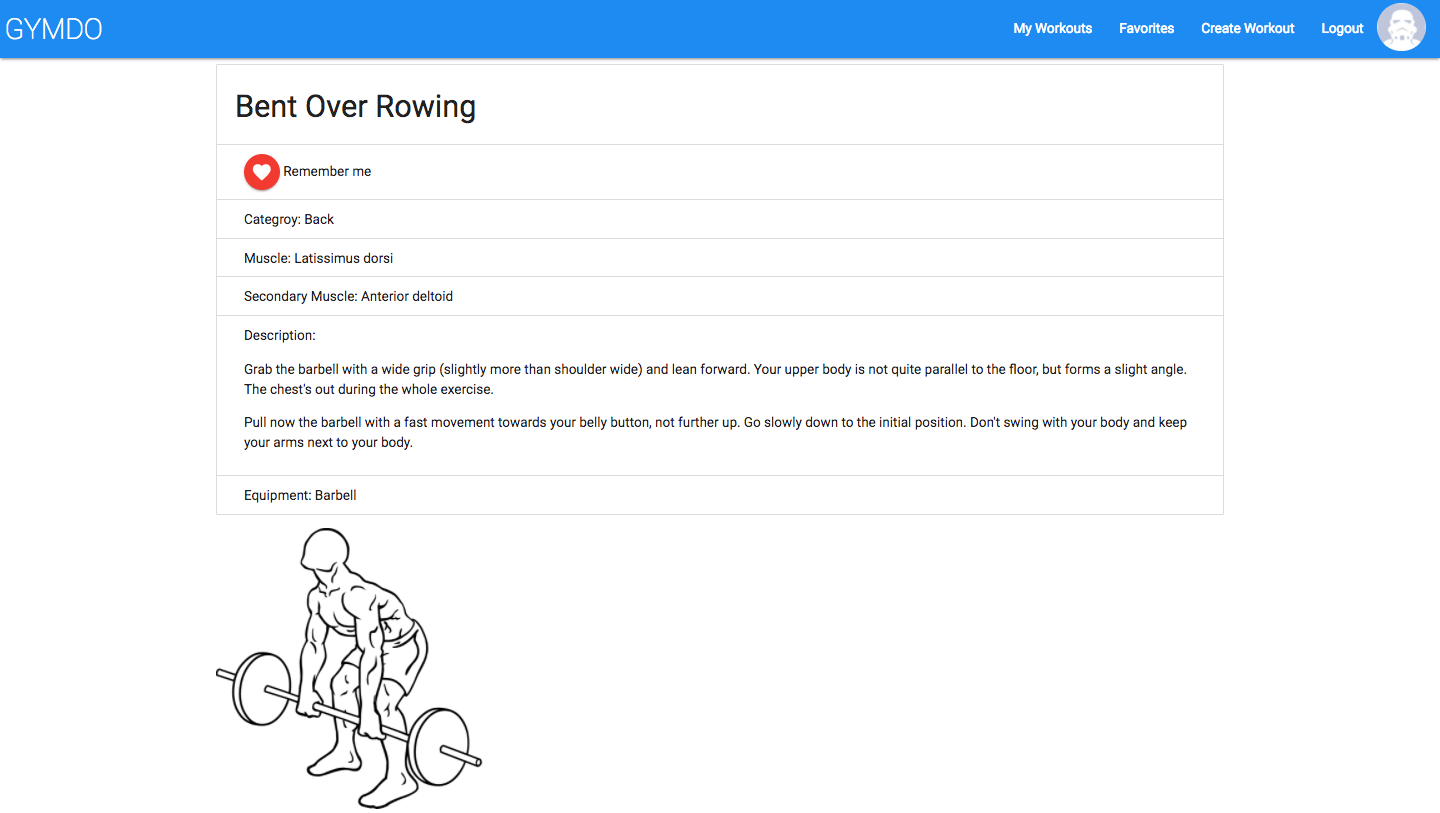 GYMDO
My Workouts
Favorites
Create Workout
Logout
Bent Over Rowing
Remember me
Categroy: Back
Muscle: Latissimus dorsi
Secondary Muscle: Anterior deltoid
Description:
Grab the barbell with a wide grip (slightly more than shoulder wide) and lean forward. Your upper body is not quite parallel to the floor, but forms a slight angle.
The chest's out during the whole exercise.
Pull now the barbell with a fast movement towards your belly button, not further up. Go slowly down to the initial position. Don't swing with your body and keep
your arms next to your body.
Equipment: Barbell